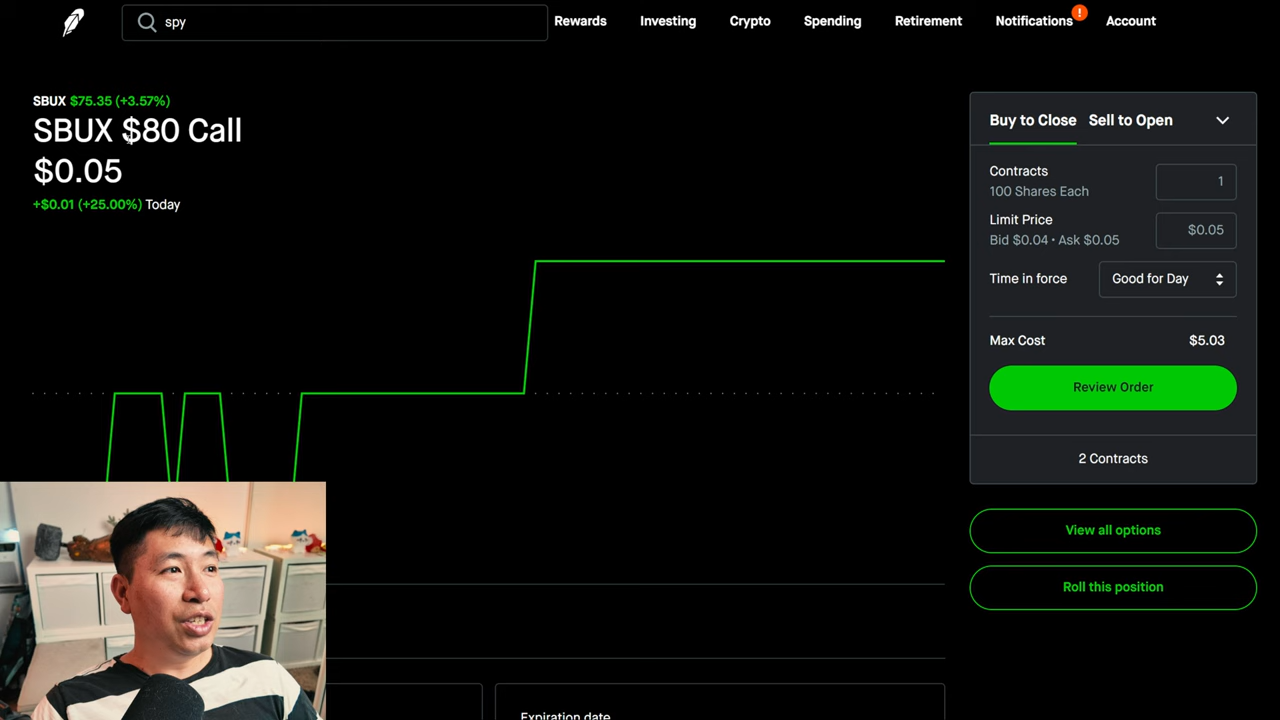 spy
Rewards
Investing
Crypto
Spending
Retirement
Notifications
!
Account
SBUX $75.35 (+3.57%)
SBUX $80 Call
$0.05
+$0.01 (+25.00%) Today
Buy to Close
Sell to Open
Contracts
100 Shares Each
1
Limit Price
Bid $0.04 • Ask $0.05
$0.05
Time in force
Good for Day
Max Cost
$5.03
Review Order
2 Contracts
View all options
Roll this position
Expiration date